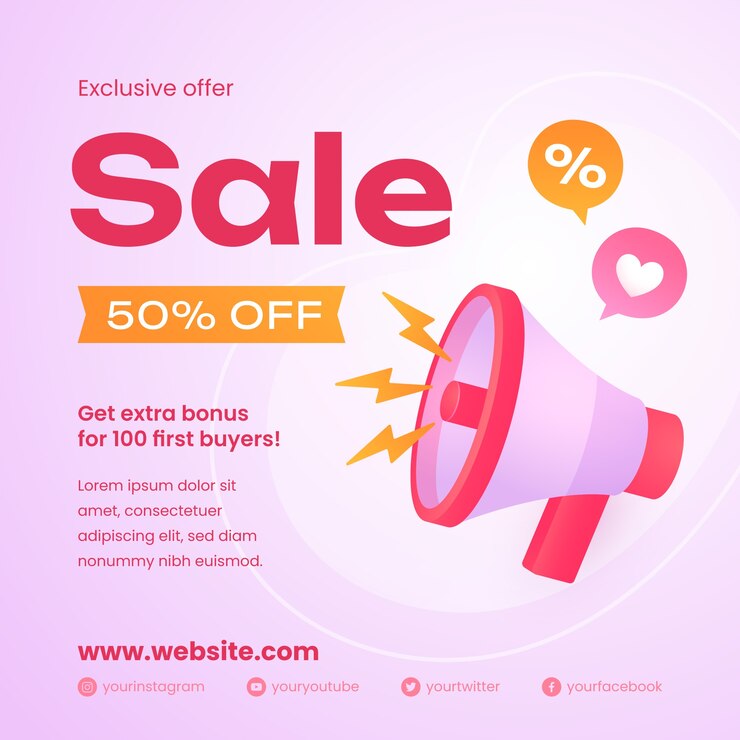 Exclusive offer
Sale
%
50% OFF
Get extra bonus
for 100 first buyers!
Lorem ipsum dolor sit
amet, consectetuer
adipiscing elit, sed diam
nonummy nibh euismod.
www.website.com
yourinstagram youryoutube yourtwitter yourfacebook